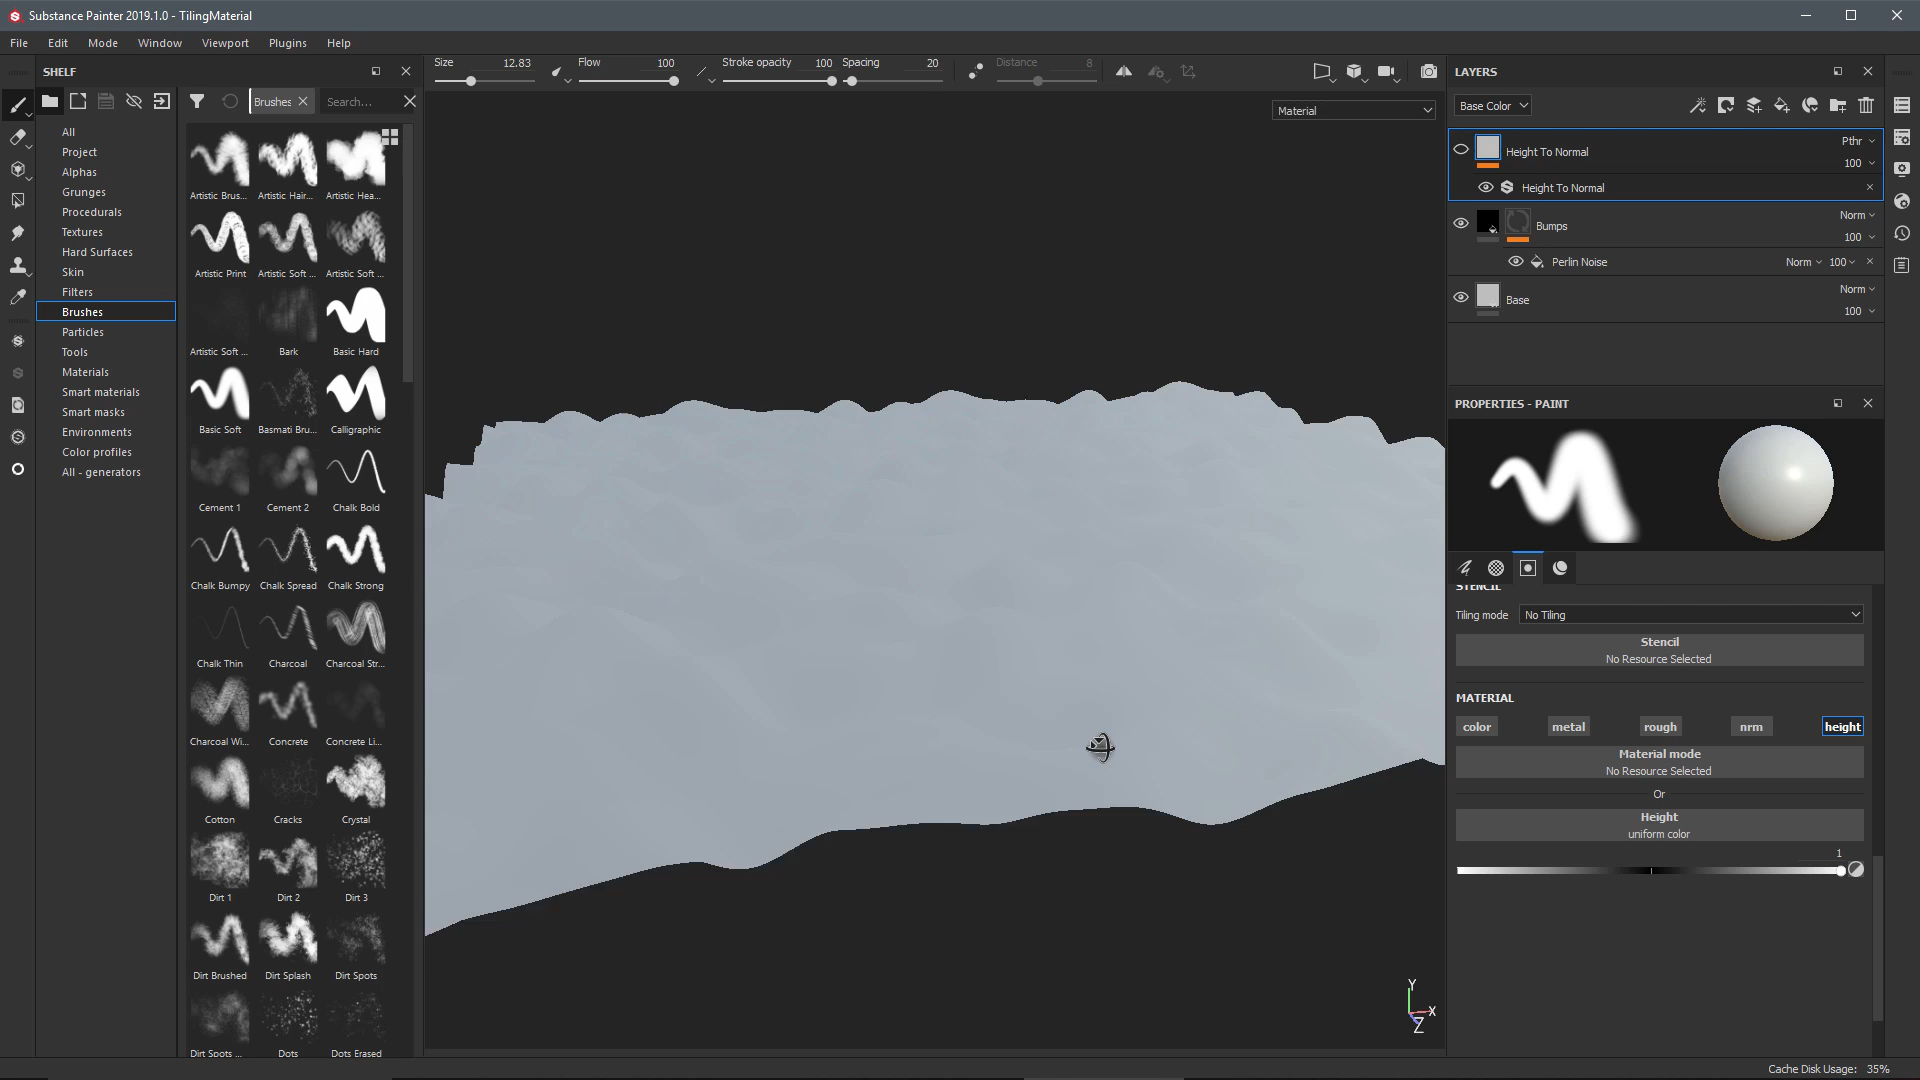 Substance Painter 2019.1.0 - TilingMaterial
File Edit Mode Window Viewport Plugins Help
SHELF
Brushes
Search...
All
Project
Alphas
Grunges
Procedurals
Textures
Hard Surfaces
Skin
Filters
Brushes
Particles
Tools
Materials
Smart materials
Smart masks
Environments
Color profiles
All - generators
Artistic Brus... Artistic Hair... Artistic Hea...
Artistic Print Artistic Soft ... Artistic Soft ...
Artistic Soft ... Bark Basic Hard
Basic Soft Basmati Bru... Calligraphic
Cement 1 Cement 2 Chalk Bold
Chalk Bumpy Chalk Spread Chalk Strong
Chalk Thin Charcoal Charcoal Str...
Charcoal Wi... Concrete Concrete Li...
Cotton Cracks Crystal
Dirt 1 Dirt 2 Dirt 3
Dirt Brushed Dirt Splash Dirt Spots
Dirt Spots ... Dots Dots Erased
Size 12.83 Flow 100 Stroke opacity 100 Spacing 20 Distance 8
Material
Y
X
Z
LAYERS
Base Color
Height To Normal Pthr
100
Height To Normal
Bumps Norm
100
Perlin Noise Norm 100
Base Norm
100
PROPERTIES - PAINT
STENCIL
Tiling mode No Tiling
Stencil
No Resource Selected
MATERIAL
color metal rough nrm height
Material mode
No Resource Selected
Or
Height
uniform color
1
Cache Disk Usage: 35%